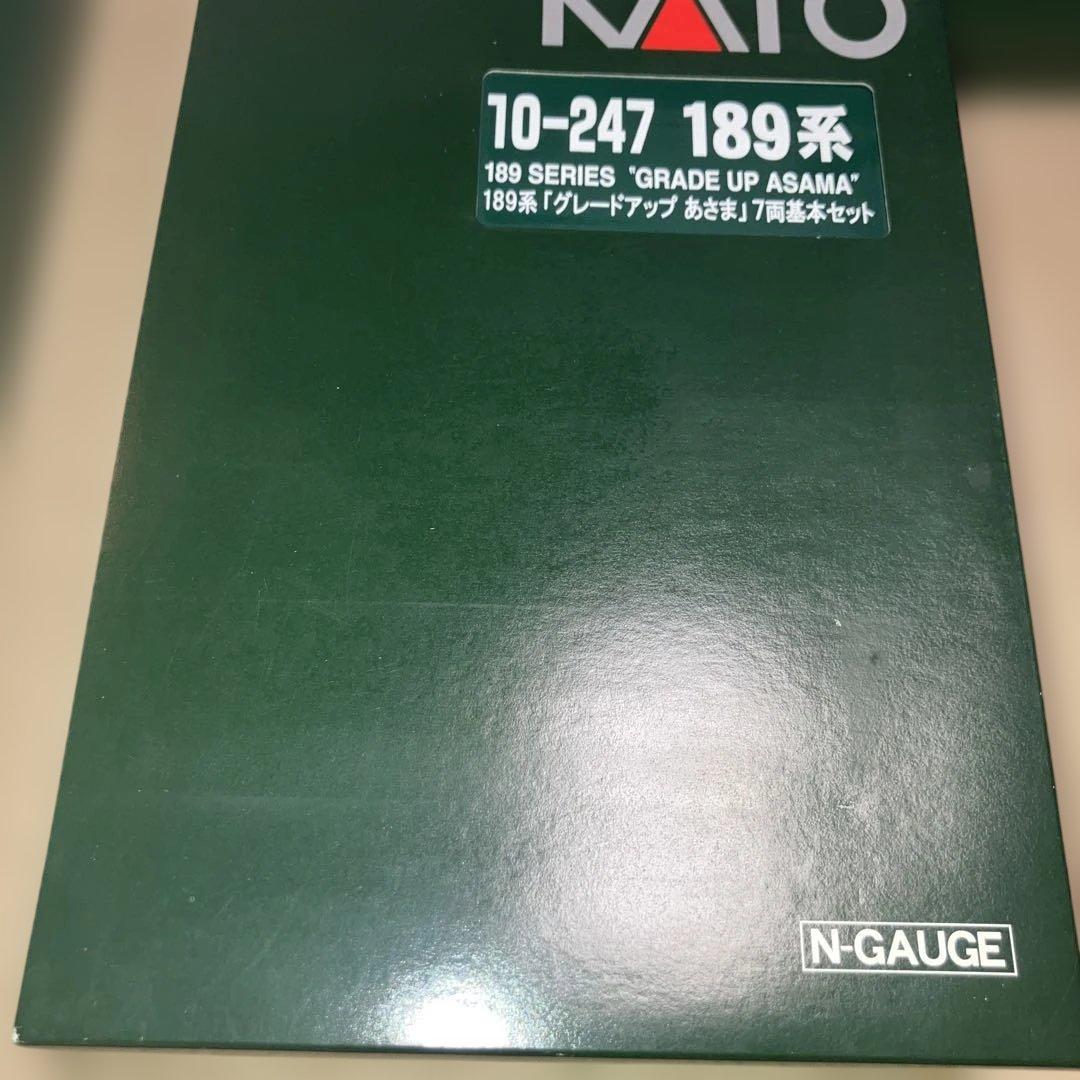 KATO
10-247 189系
189 SERIES "GRADE UP ASAMA"
189系「グレードアップ あさま」7両基本セット
N-GAUGE